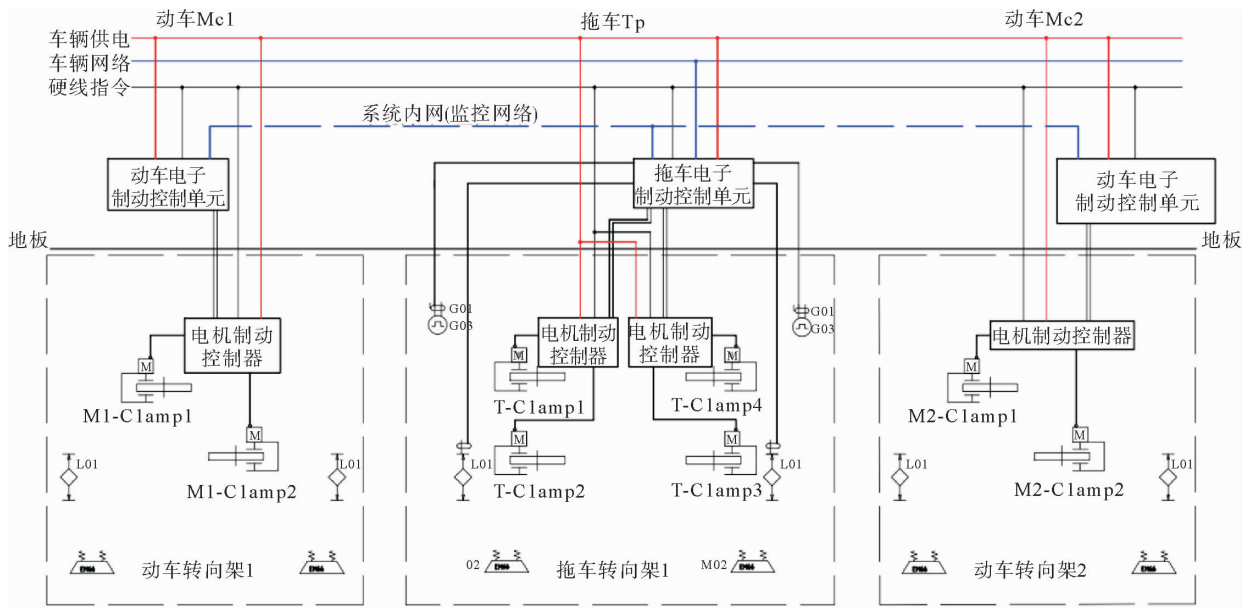 动车Mc1
拖车Tp
动车Mc2
车辆供电
车辆网络
硬线指令
系统内网(监控网络)
动车电子
制动控制单元
拖车电子
制动控制单元
动车电子
制动控制单元
地板
地板
G01
G03
G01
G03
电机制动
控制器
电机制动
控制器
电机制动
控制器
电机制动控制器
M
M1-Clamp1
M
T-Clamp1
M
T-Clamp4
M
M2-Clamp1
M
M1-Clamp2
M
T-Clamp2
M
T-Clamp3
M
M2-Clamp2
L01
L01
L01
L01
L01
L01
EM66
EM66
动车转向架1
02
EM66
拖车转向架1
M02
EM66
EM66
动车转向架2
EM66